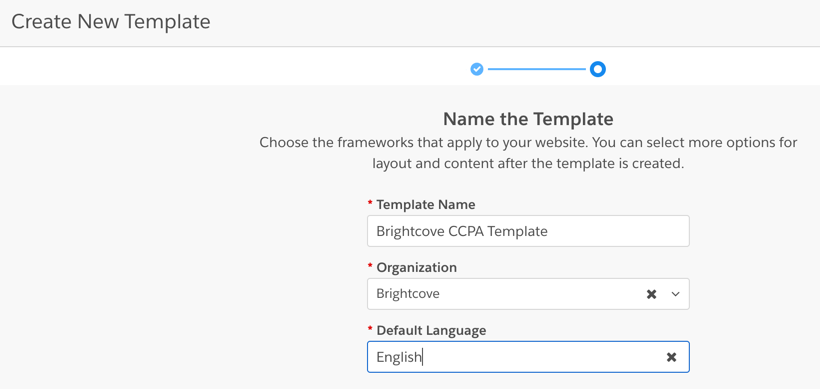 Create New Template
Name the Template
Choose the frameworks that apply to your website. You can select more options for
layout and content after the template is created.
* Template Name
Brightcove CCPA Template
* Organization
Brightcove
* Default Language
English